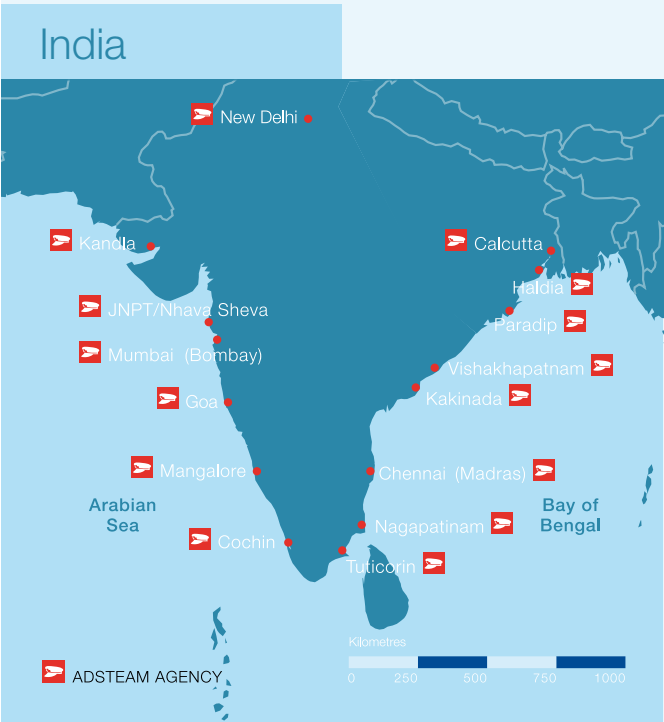 India
New Delhi
Kandla
Calcutta
Haldia
JNPT/Nhava Sheva
Paradip
Mumbai (Bombay)
Vishakhapatnam
Goa
Kakinada
Mangalore
Chennai (Madras)
Arabian
Sea
Bay of
Bengal
Nagapatinam
Cochin
Tuticorin
Kilometres
0 250 500 750 1000
ADSTEAM AGENCY